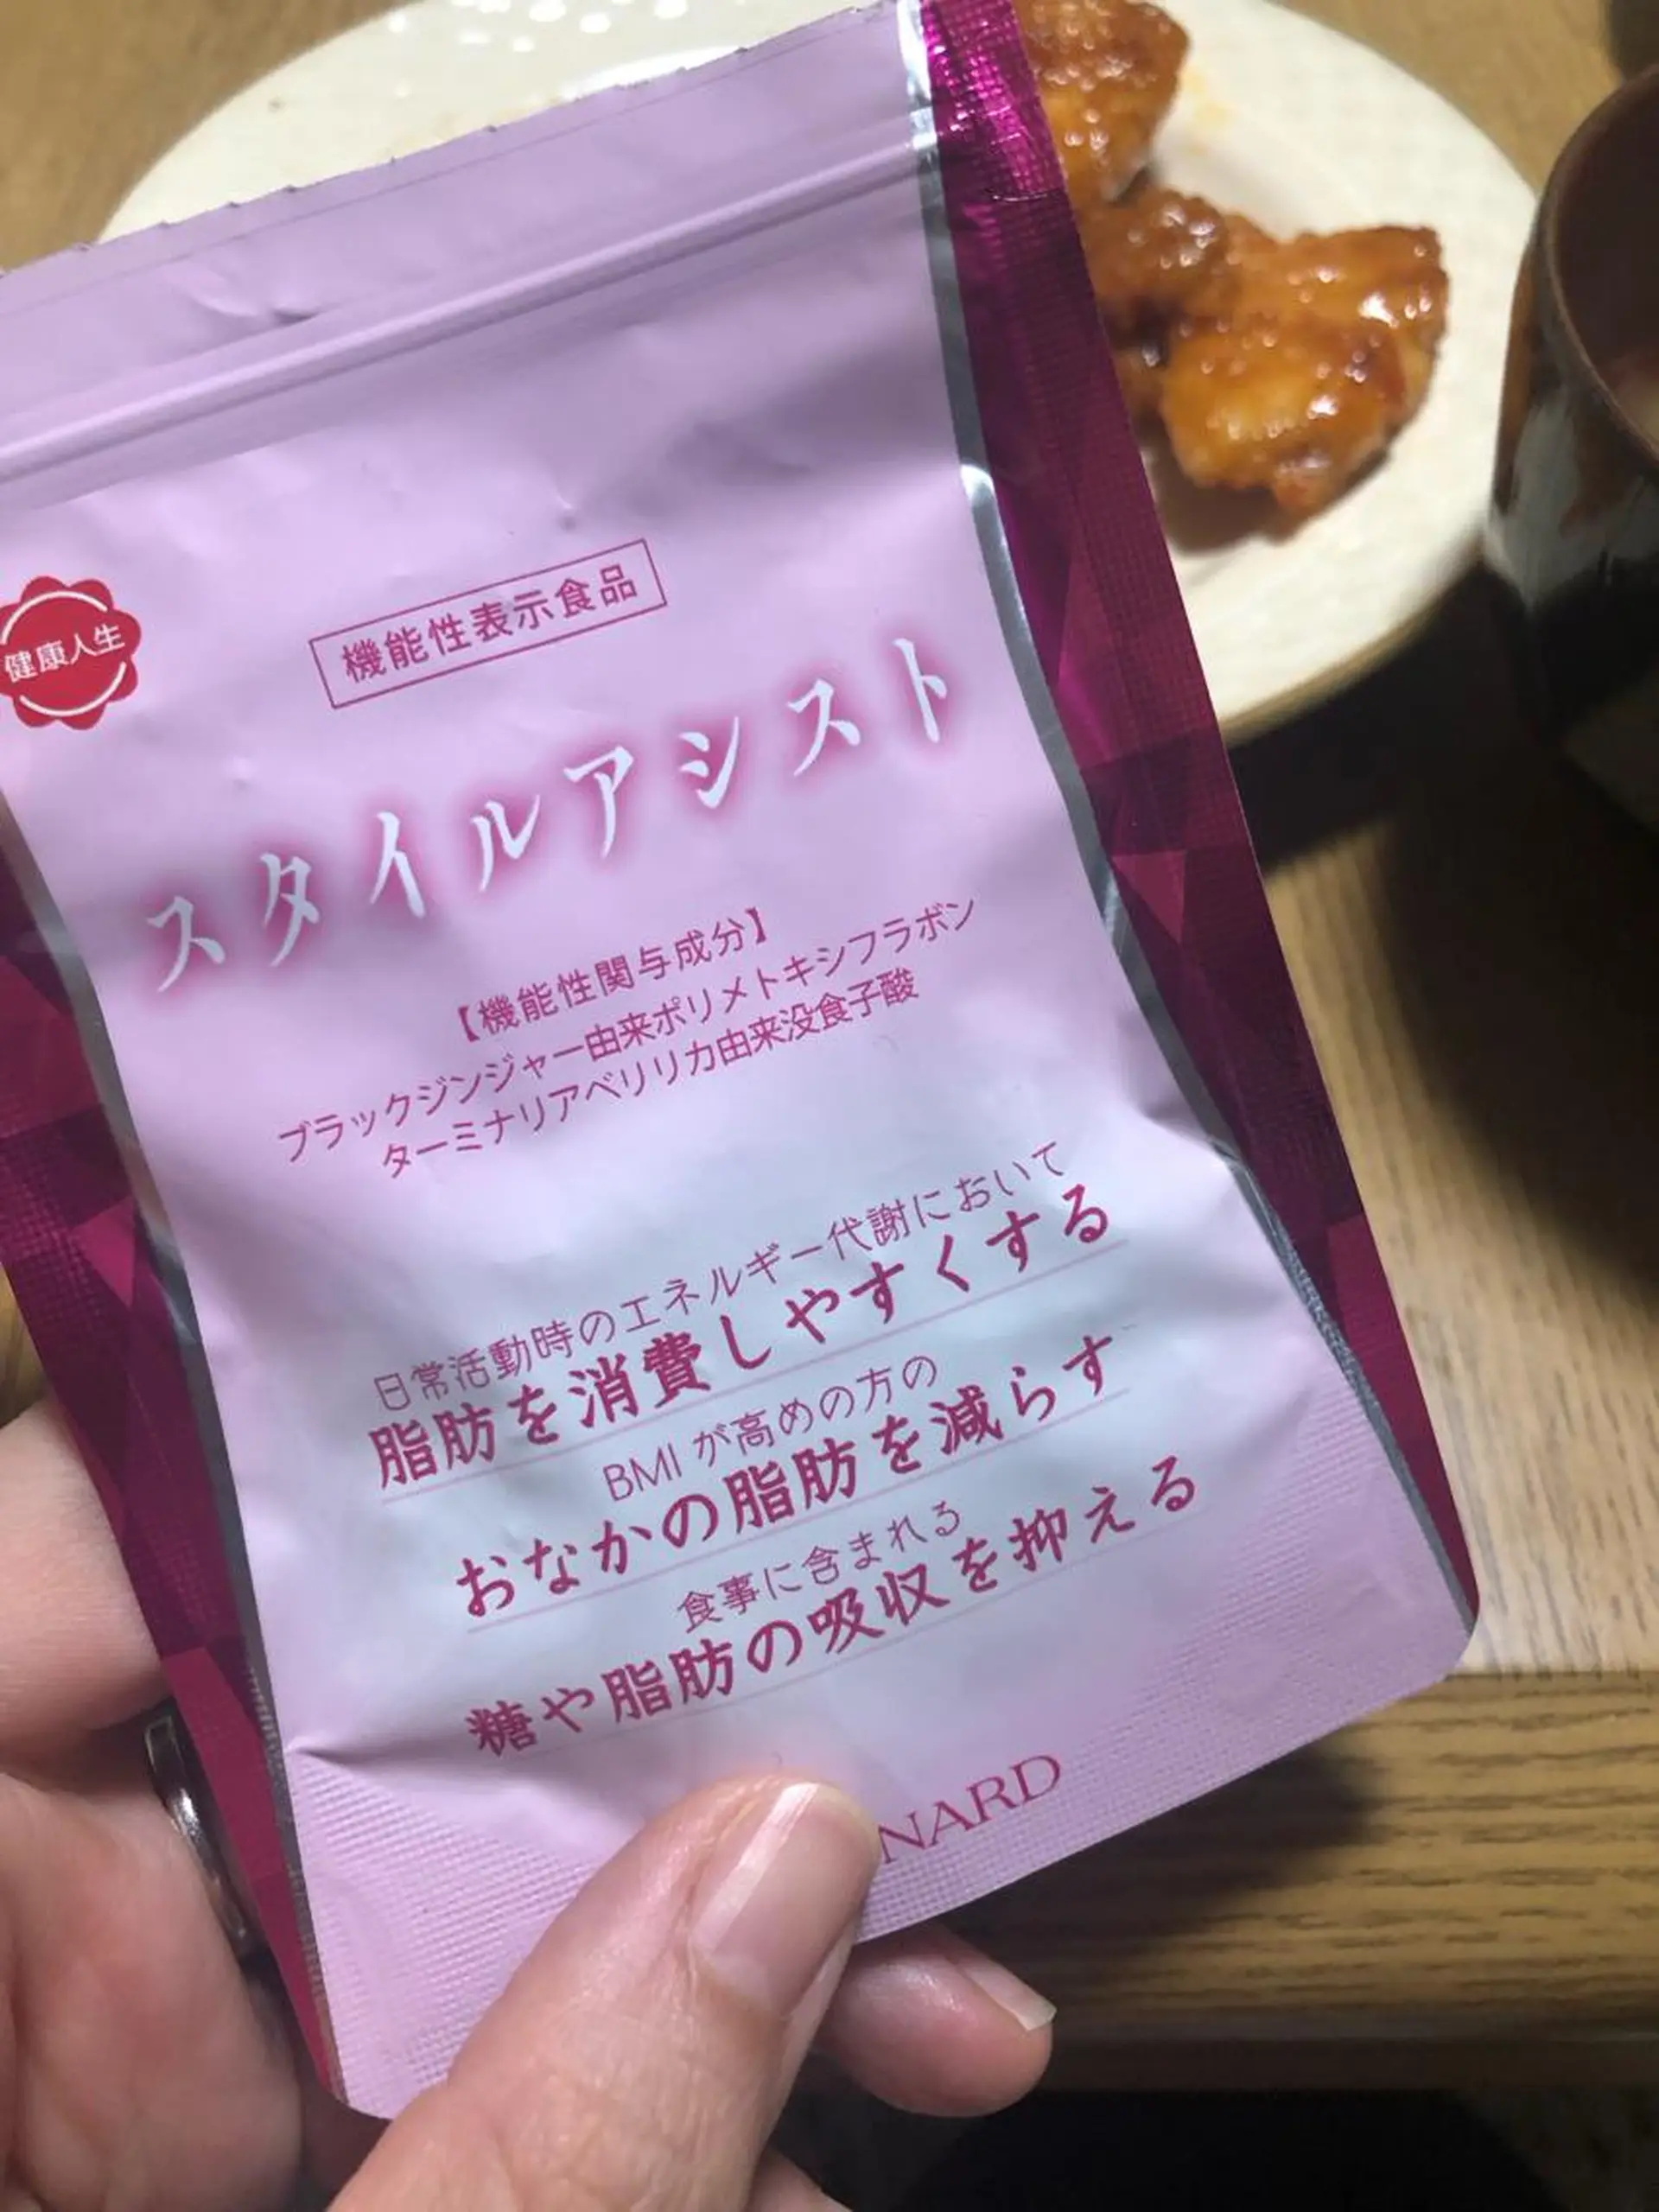 機能性表示食品
健康人生
スタイルアシスト
【機能性関与成分】
ブラックジンジャー由来ポリメトキシフラボン
ターミナリアベリリカ由来没食子酸
日常活動時のエネルギー代謝において
脂肪を消費しやすくする
BMIが高めの方の
おなかの脂肪を減らす
食事に含まれる
糖や脂肪の吸収を抑える
NARD